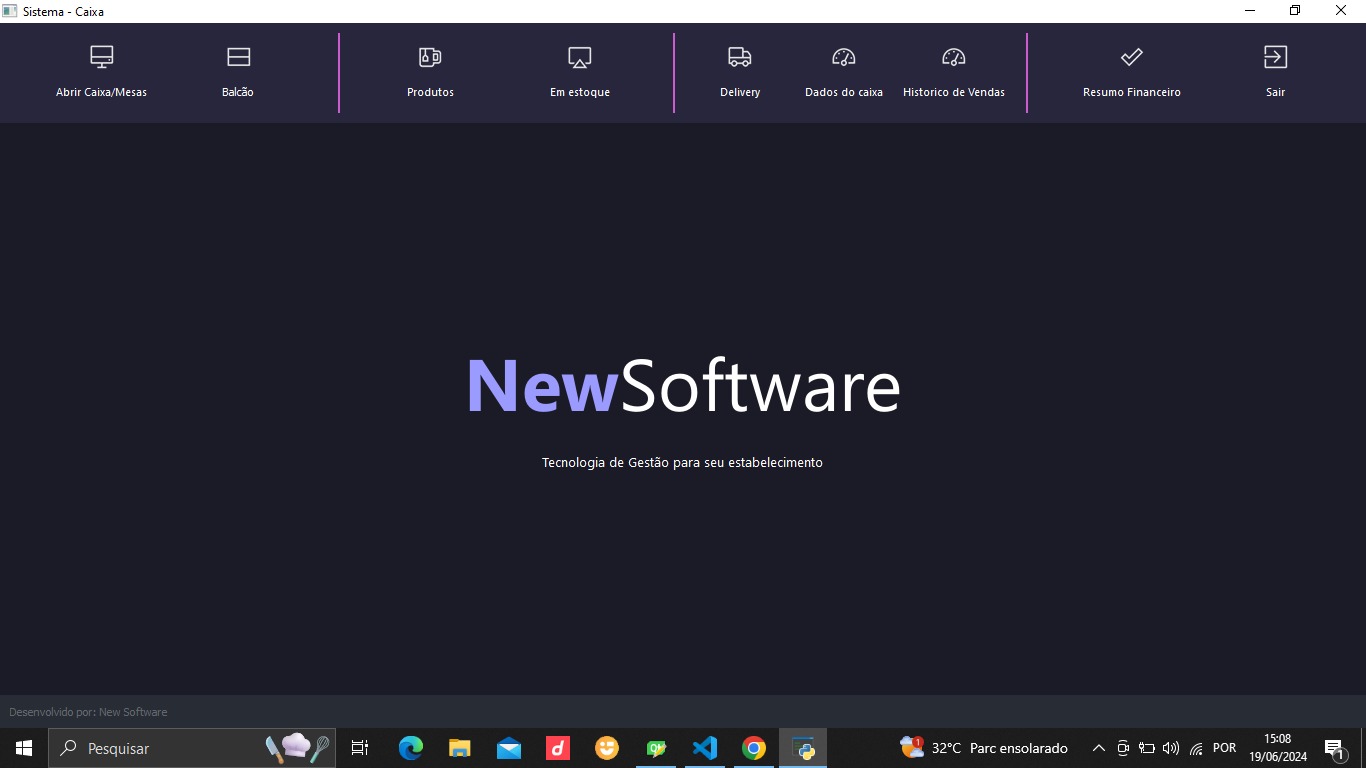 Sistema - Caixa
Abrir Caixa/Mesas Balcão Produtos Em estoque Delivery Dados do caixa Historico de Vendas Resumo Financeiro Sair
NewSoftware
Tecnologia de Gestão para seu estabelecimento
Desenvolvido por: New Software
Pesquisar
32°C Parc ensolarado
POR
15:08
19/06/2024
1
1